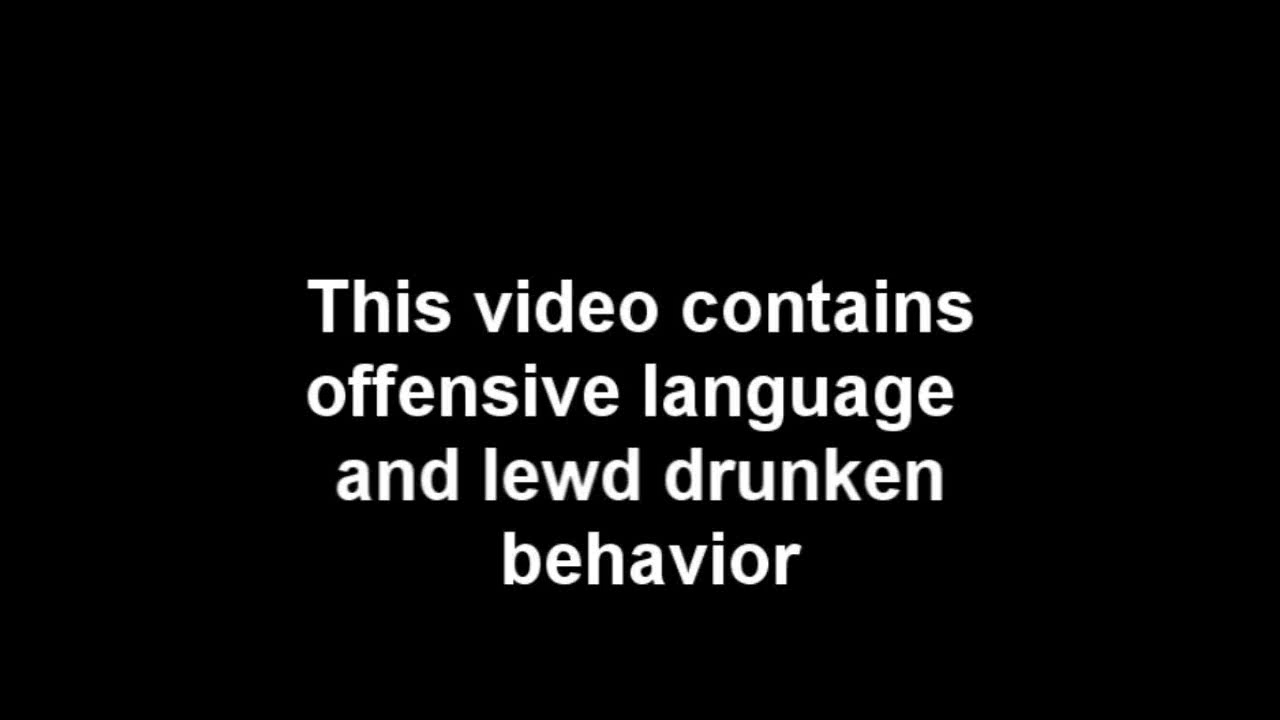 This video contains
offensive language
and lewd drunken
behavior